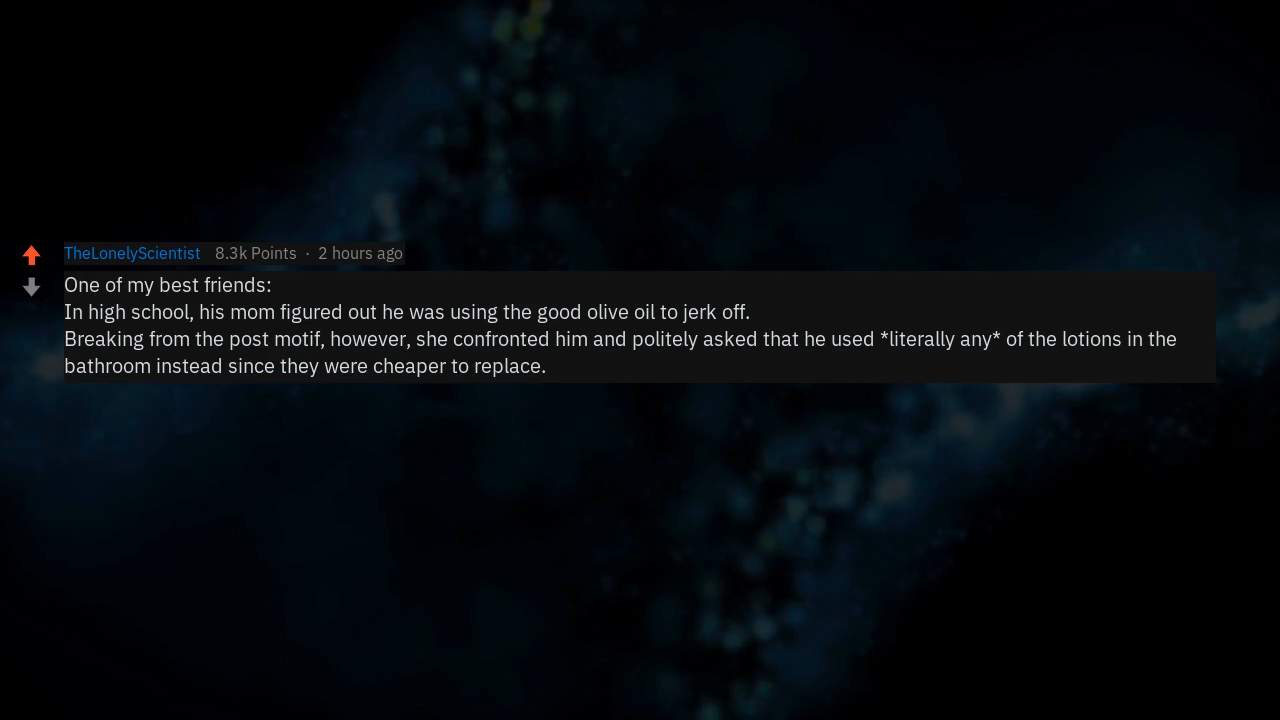 TheLonelyScientist 8.3k Points · 2 hours ago
One of my best friends:
In high school, his mom figured out he was using the good olive oil to jerk off.
Breaking from the post motif, however, she confronted him and politely asked that he used *literally any* of the lotions in the
bathroom instead since they were cheaper to replace.